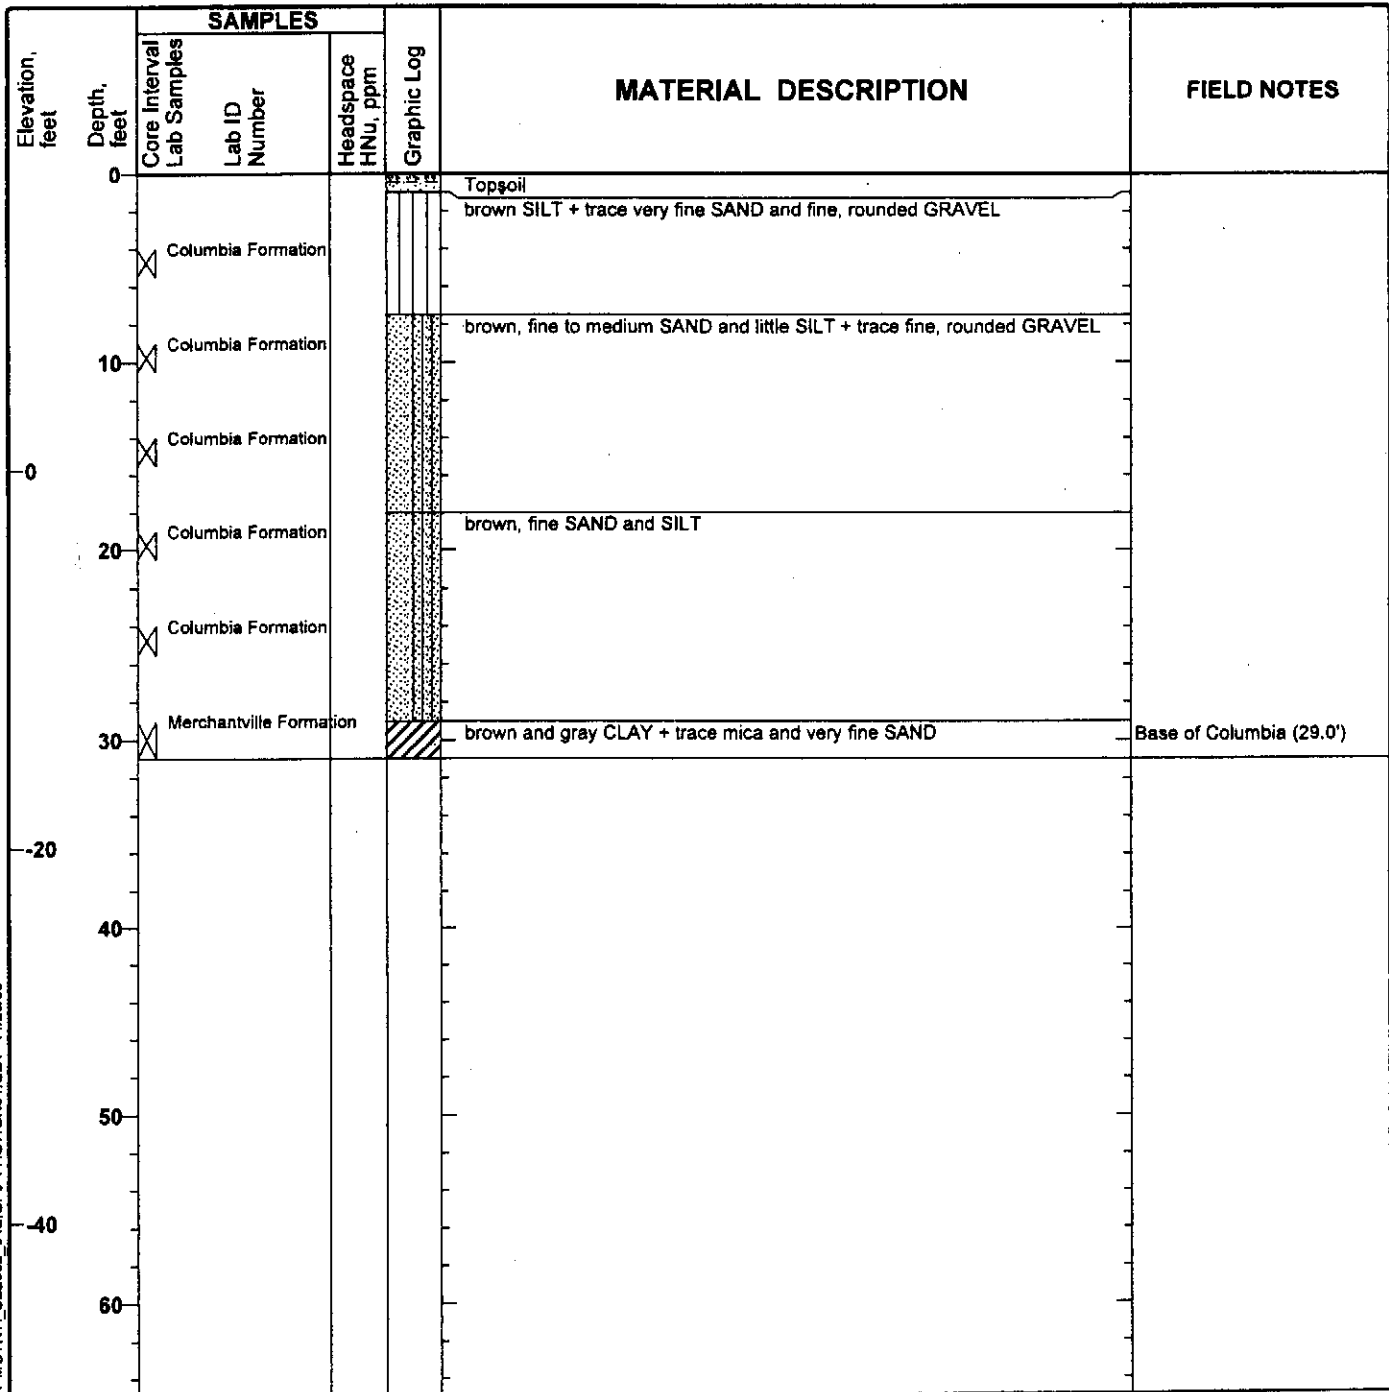 SAMPLES
Elevation,
feet
Depth,
feet
Core Interval
Lab Samples
Lab ID
Number
Headspace
HNu, ppm
Graphic Log
MATERIAL DESCRIPTION
FIELD NOTES
0
Topsoil
brown SILT + trace very fine SAND and fine, rounded GRAVEL
Columbia Formation
brown, fine to medium SAND and little SILT + trace fine, rounded GRAVEL
Columbia Formation
10
Columbia Formation
0
brown, fine SAND and SILT
Columbia Formation
20
Columbia Formation
Merchantville Formation
30
brown and gray CLAY + trace mica and very fine SAND
Base of Columbia (29.0')
-20
40
50
-40
60